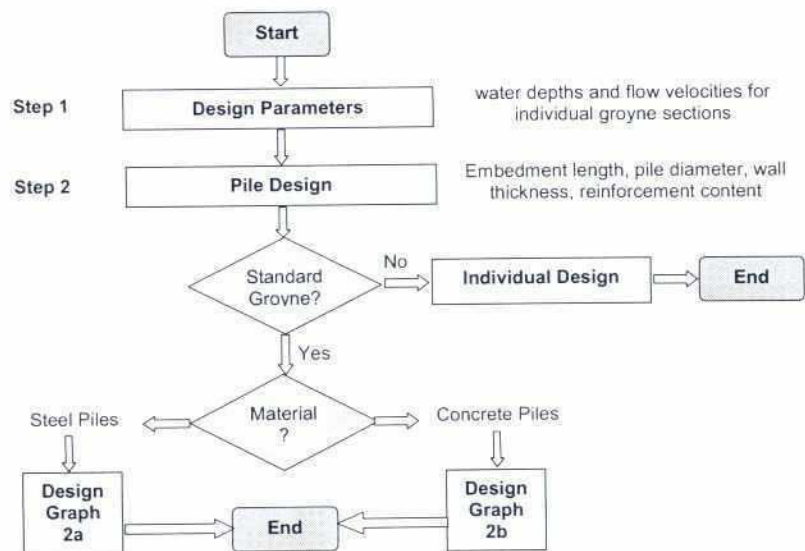 Start
Step 1
Design Parameters
water depths and flow velocities for
individual groyne sections
Step 2
Pile Design
Embedment length, pile diameter, wall
thickness, reinforcement content
Standard
Groyne?
No
Individual Design
End
Yes
Material
?
Steel Piles
Concrete Piles
Design
Graph
2a
End
Design
Graph
2b